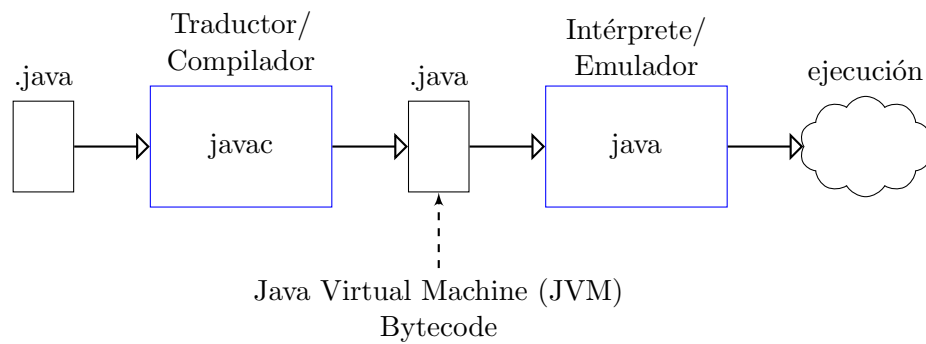 Traductor/
Compilador
Intérprete/
Emulador
.java
.java
ejecución
javac
java
Java Virtual Machine (JVM)
Bytecode